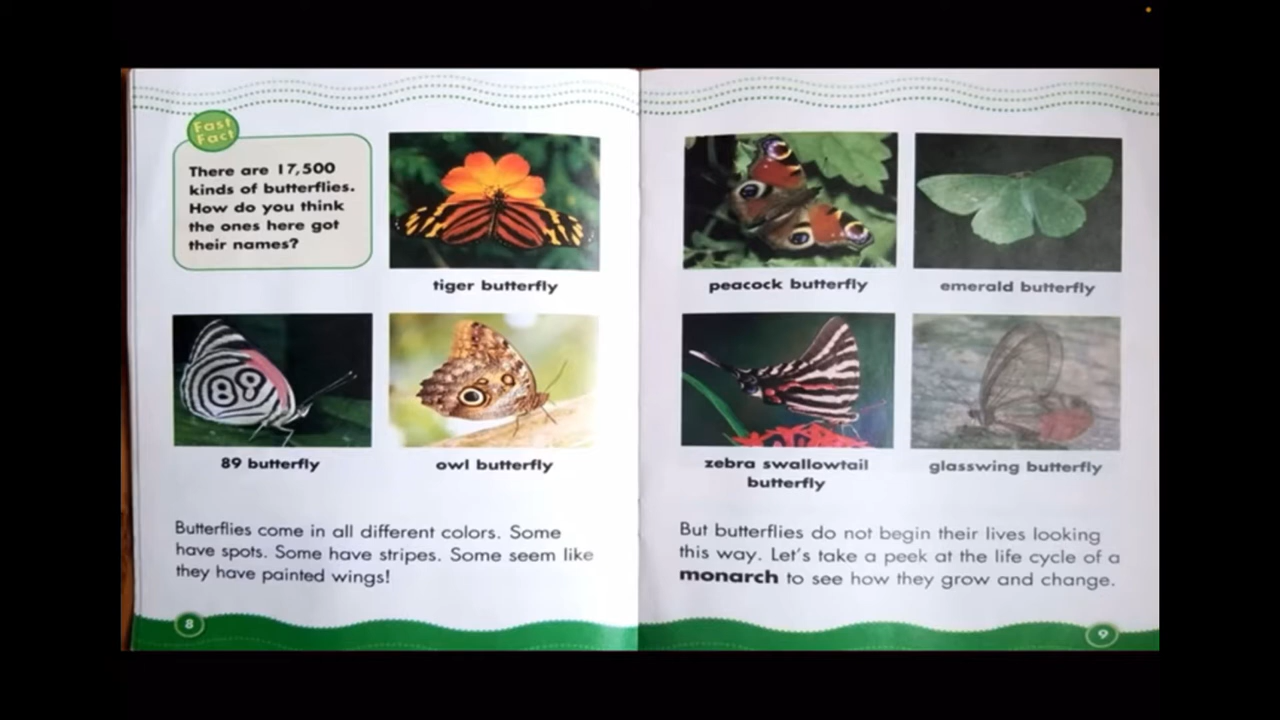 Fast
Fact
There are 17,500
kinds of butterflies.
How do you think
the ones here got
their names?
tiger butterfly
89
89 butterfly
owl butterfly
Butterflies come in all different colors. Some
have spots. Some have stripes. Some seem like
they have painted wings!
8
peacock butterfly
emerald butterfly
zebra swallowtail
butterfly
glasswing butterfly
But butterflies do not begin their lives looking
this way. Let's take a peek at the life cycle of a
monarch to see how they grow and change.
9